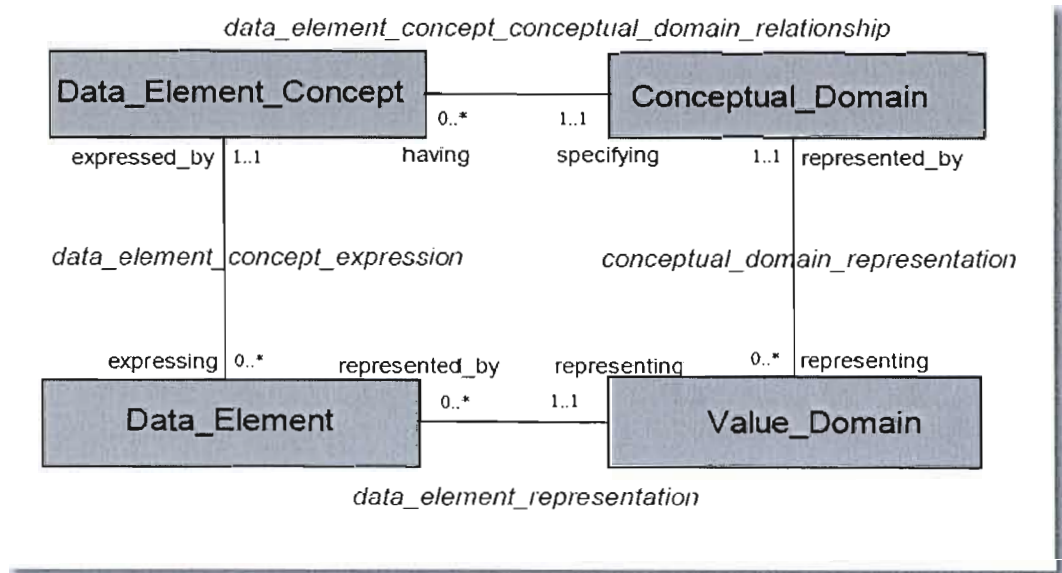 data_element_concept_conceptual_domain_relationship
Data_Element_Concept
Conceptual_Domain
0..*
1..1
expressed_by
1..1
having
specifying
1..1
represented_by
data_element_concept_expression
conceptual_domain_representation
expressing
0..*
represented_by
representing
0..*
representing
Data_Element
0..*
1..1
Value_Domain
data_element_representation